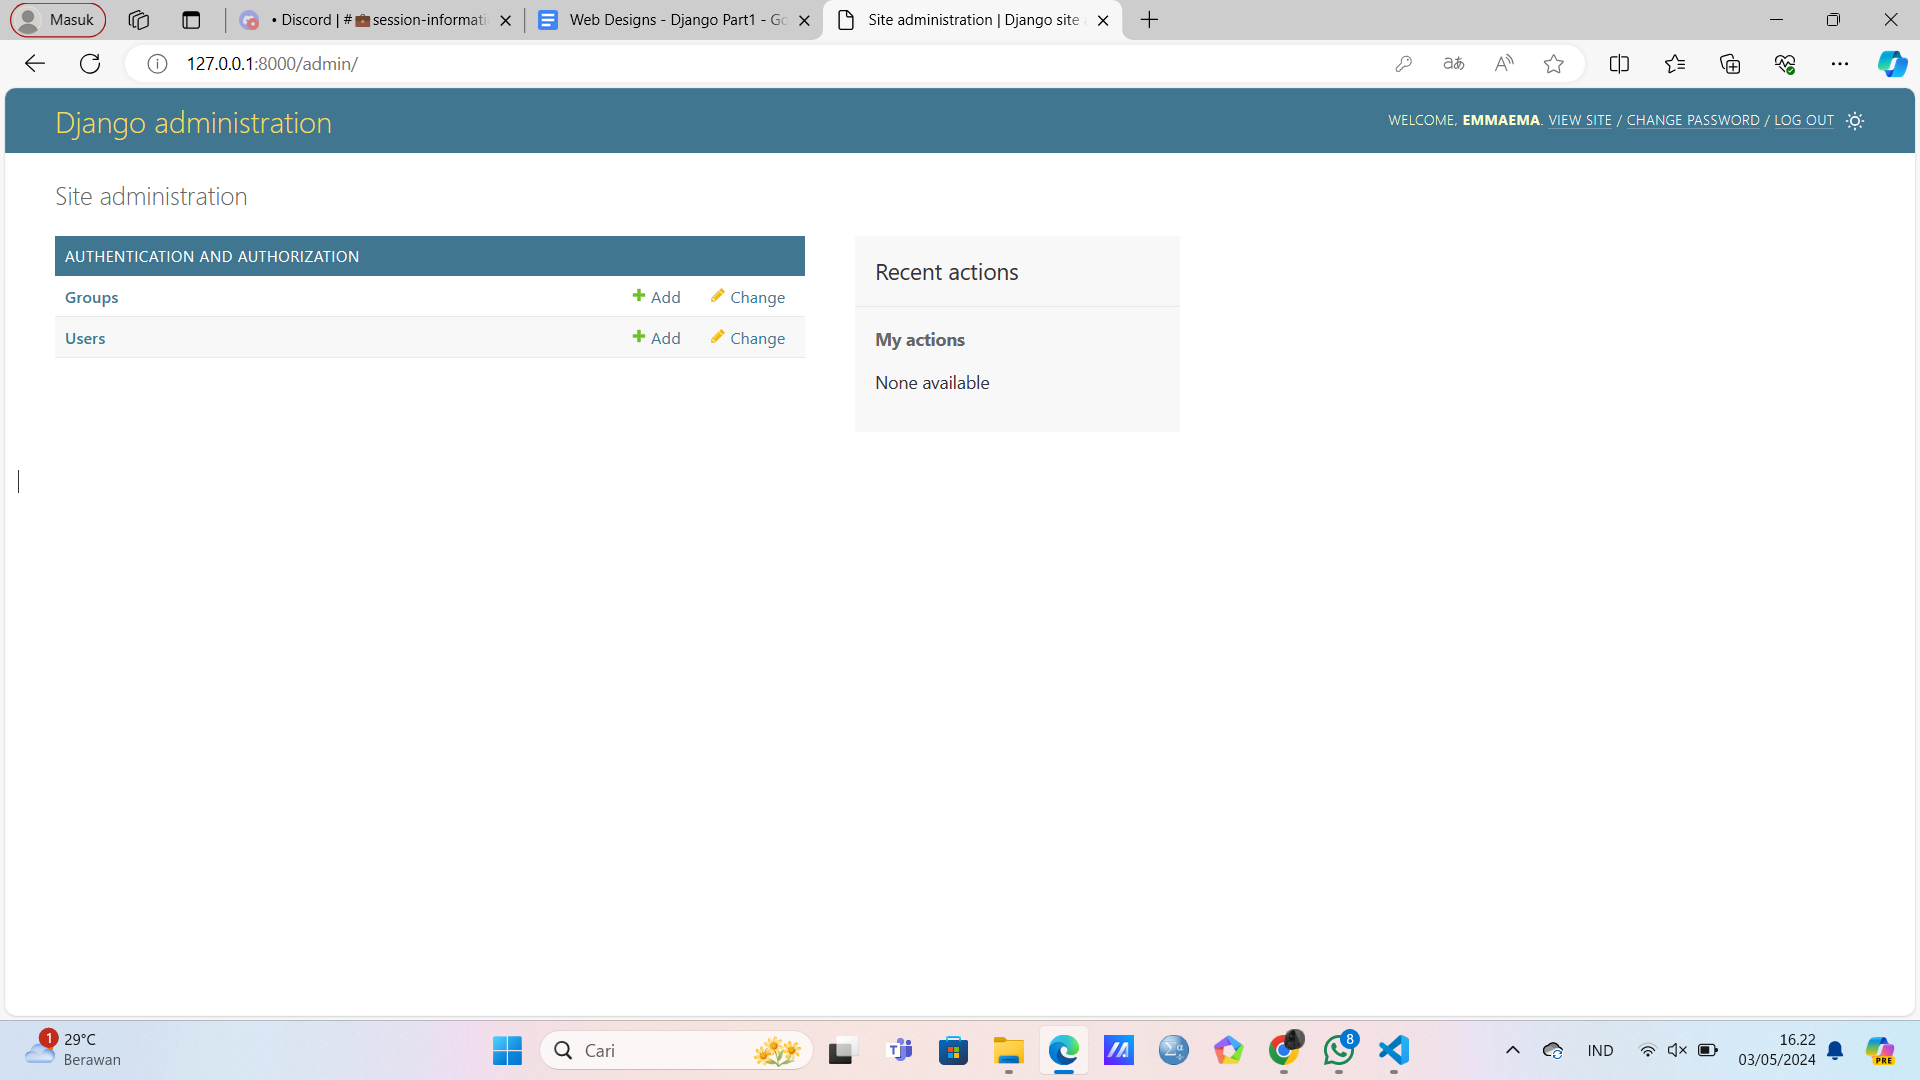 Masuk
• Discord | #💼session-informati
Web Designs - Django Part1 - Go
Site administration | Django site
127.0.0.1:8000/admin/
Django administration
WELCOME, EMMAEMA. VIEW SITE / CHANGE PASSWORD / LOG OUT
Site administration
AUTHENTICATION AND AUTHORIZATION
Groups Add Change
Users Add Change
Recent actions
My actions
None available
1
29°C
Berawan
Cari
8
IND
16.22
03/05/2024
PRE